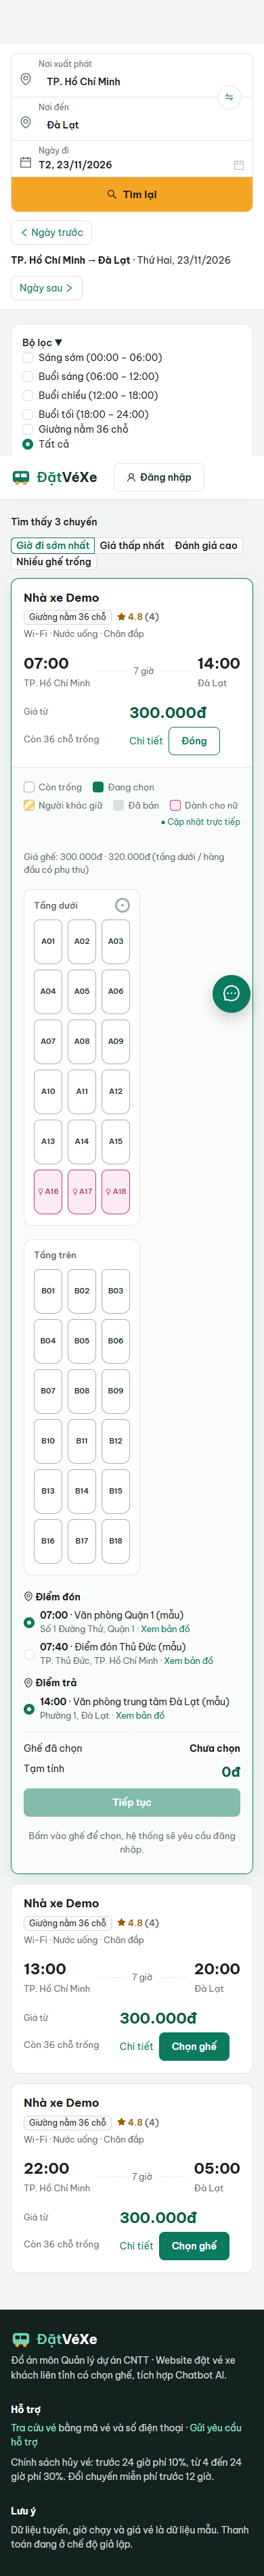 Nơi xuất phát
TP. Hồ Chí Minh
Nơi đến
Đà Lạt
Ngày đi
T2, 23/11/2026
Tìm lại
Ngày trước
TP. Hồ Chí Minh → Đà Lạt · Thứ Hai, 23/11/2026
Ngày sau
Bộ lọc ▼
Sáng sớm (00:00 – 06:00)
Buổi sáng (06:00 – 12:00)
Buổi chiều (12:00 – 18:00)
Buổi tối (18:00 – 24:00)
Giường nằm 36 chỗ
Tất cả
ĐặtVéXe
Đăng nhập
Tìm thấy 3 chuyến
Giờ đi sớm nhất Giá thấp nhất Đánh giá cao
Nhiều ghế trống
Nhà xe Demo
Giường nằm 36 chỗ ★ 4.8 (4)
Wi-Fi · Nước uống · Chăn đắp
07:00 7 giờ 14:00
TP. Hồ Chí Minh Đà Lạt
Giá từ 300.000đ
Còn 36 chỗ trống Chi tiết Đóng
Còn trống Đang chọn
Người khác giữ Đã bán Dành cho nữ
● Cập nhật trực tiếp
Giá ghế: 300.000đ · 320.000đ (tầng dưới / hàng
đầu có phụ thu)
Tầng dưới
A01 A02 A03
A04 A05 A06
A07 A08 A09
A10 A11 A12
A13 A14 A15
♀ A16 ♀ A17 ♀ A18
Tầng trên
B01 B02 B03
B04 B05 B06
B07 B08 B09
B10 B11 B12
B13 B14 B15
B16 B17 B18
Điểm đón
07:00 · Văn phòng Quận 1 (mẫu)
Số 1 Đường Thử, Quận 1 · Xem bản đồ
07:40 · Điểm đón Thủ Đức (mẫu)
TP. Thủ Đức, TP. Hồ Chí Minh · Xem bản đồ
Điểm trả
14:00 · Văn phòng trung tâm Đà Lạt (mẫu)
Phường 1, Đà Lạt · Xem bản đồ
Ghế đã chọn Chưa chọn
Tạm tính 0đ
Tiếp tục
Bấm vào ghế để chọn, hệ thống sẽ yêu cầu đăng
nhập.
Nhà xe Demo
Giường nằm 36 chỗ ★ 4.8 (4)
Wi-Fi · Nước uống · Chăn đắp
13:00 7 giờ 20:00
TP. Hồ Chí Minh Đà Lạt
Giá từ 300.000đ
Còn 36 chỗ trống Chi tiết Chọn ghế
Nhà xe Demo
Giường nằm 36 chỗ ★ 4.8 (4)
Wi-Fi · Nước uống · Chăn đắp
22:00 7 giờ 05:00
TP. Hồ Chí Minh Đà Lạt
Giá từ 300.000đ
Còn 36 chỗ trống Chi tiết Chọn ghế
ĐặtVéXe
Đồ án môn Quản lý dự án CNTT · Website đặt vé xe
khách liên tỉnh có chọn ghế, tích hợp Chatbot AI.
Hỗ trợ
Tra cứu vé bằng mã vé và số điện thoại · Gửi yêu cầu
hỗ trợ
Chính sách hủy vé: trước 24 giờ phí 10%, từ 4 đến 24
giờ phí 30%. Đổi chuyến miễn phí trước 12 giờ.
Lưu ý
Dữ liệu tuyến, giờ chạy và giá vé là dữ liệu mẫu. Thanh
toán đang ở chế độ giả lập.